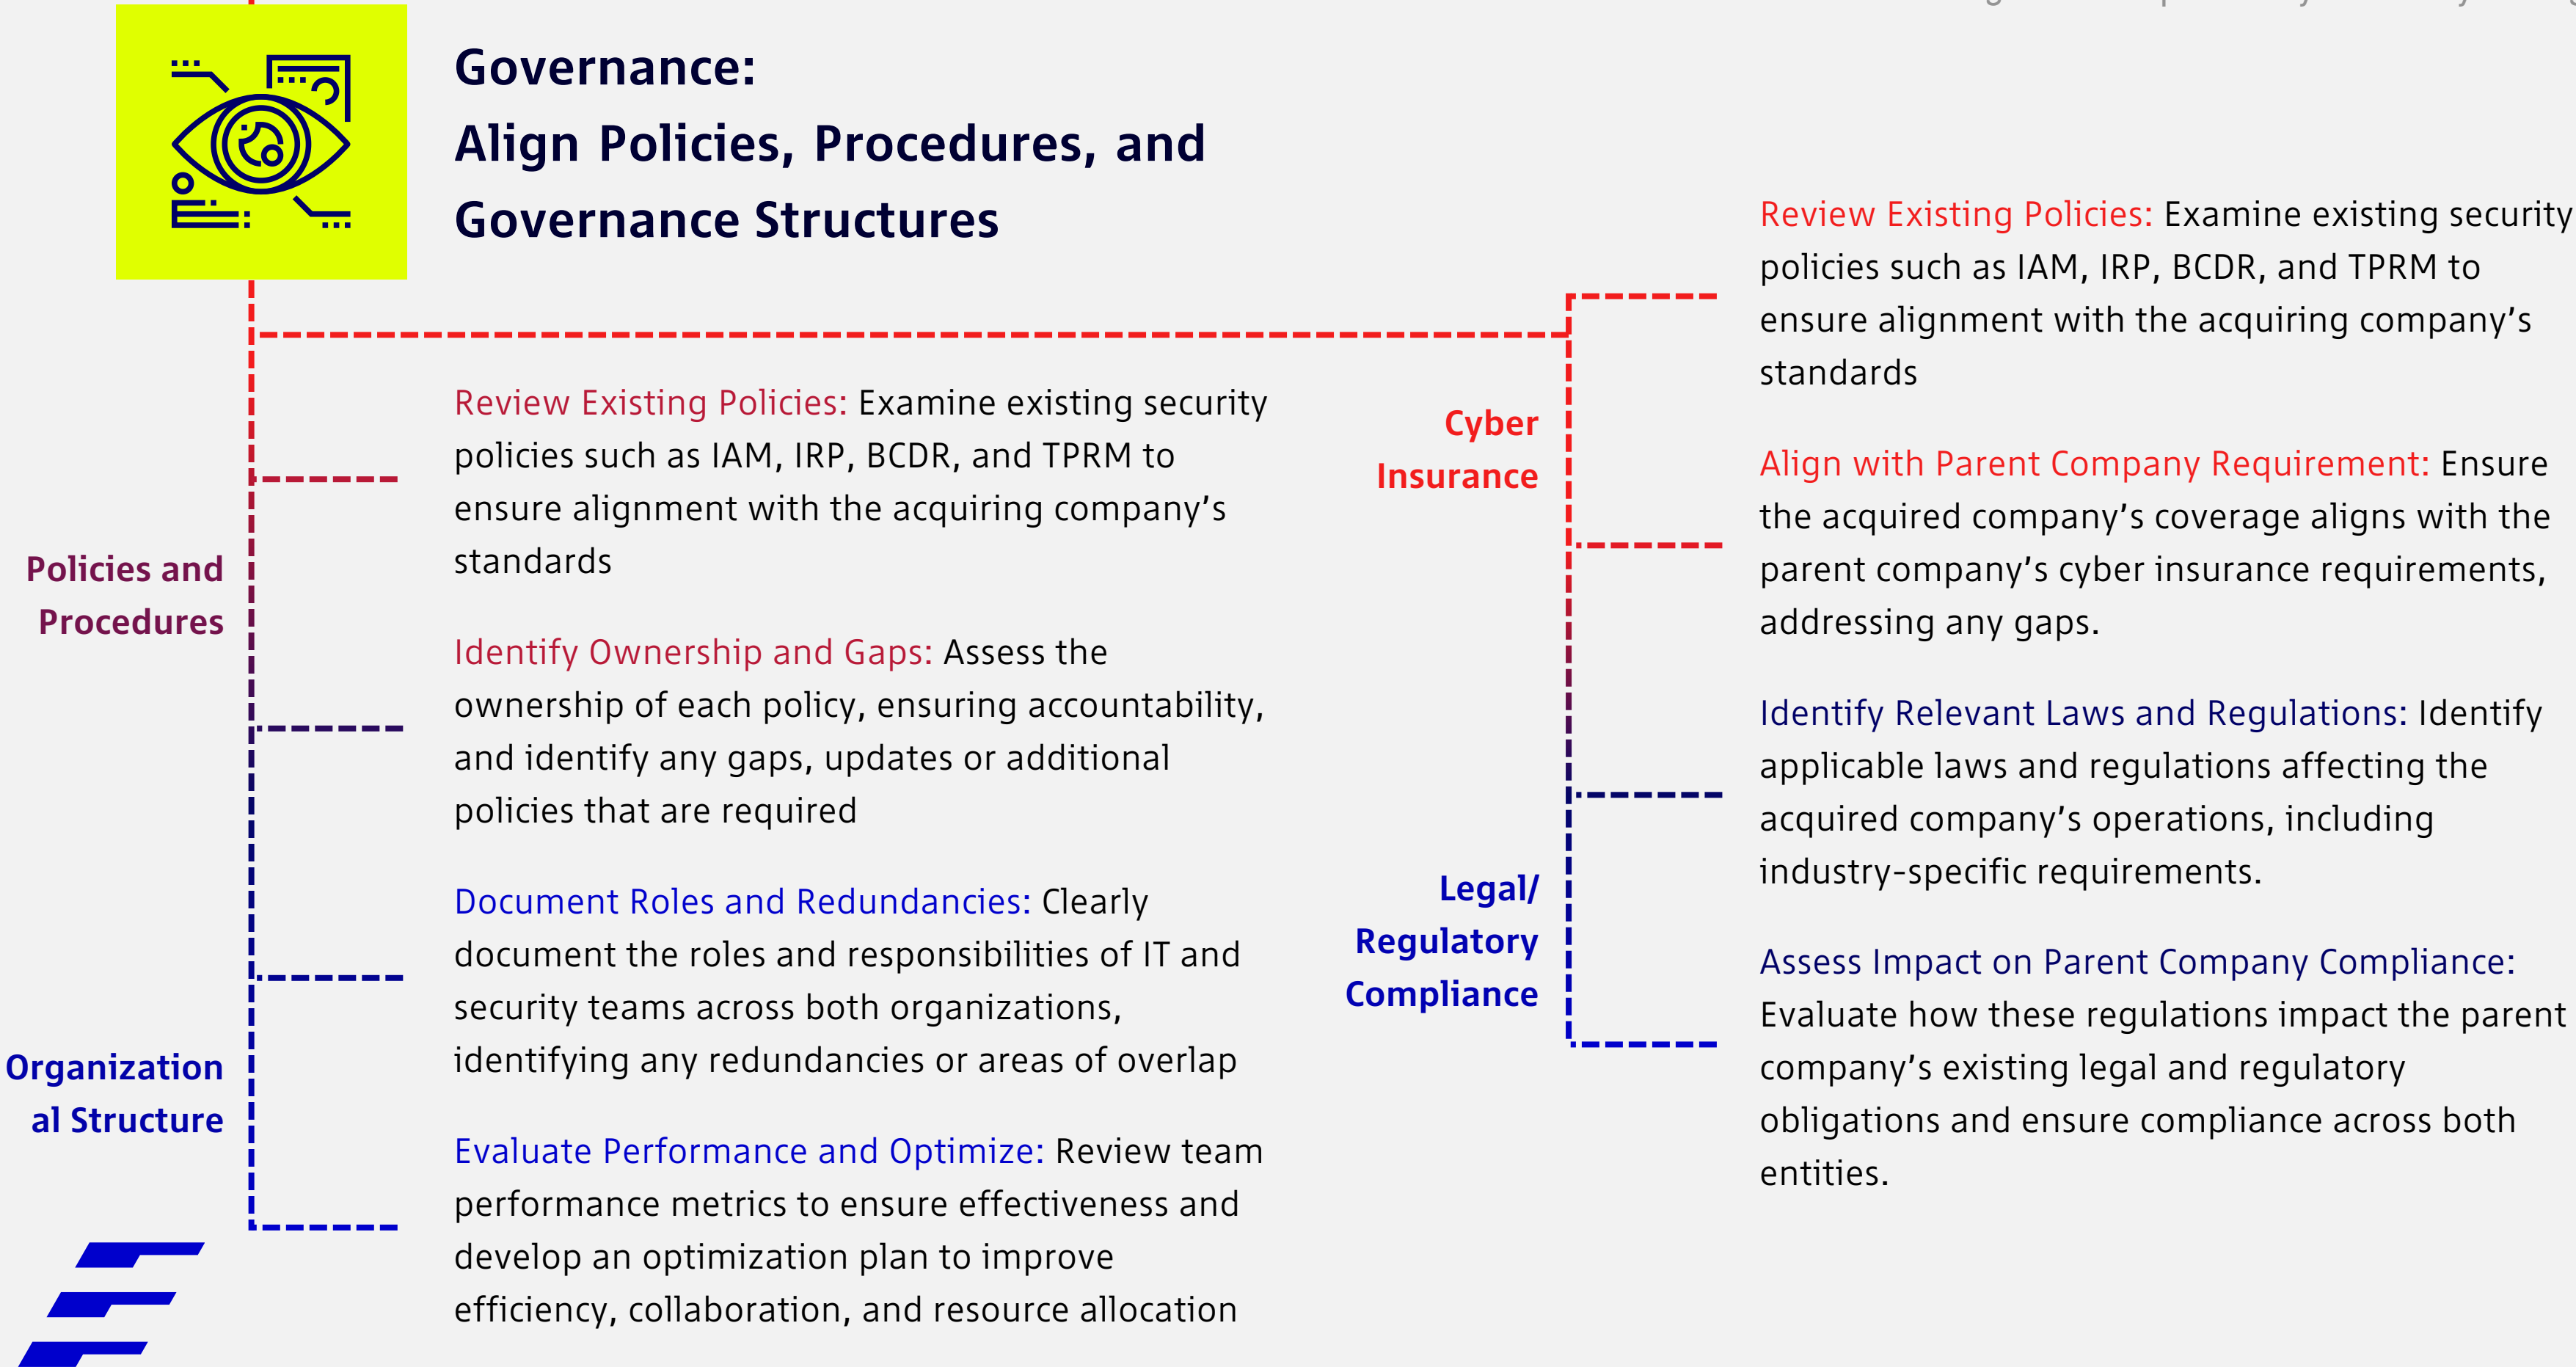 Governance:
Align Policies, Procedures, and
Governance Structures
Policies and
Procedures
Review Existing Policies: Examine existing security
policies such as IAM, IRP, BCDR, and TPRM to
ensure alignment with the acquiring company's
standards
Identify Ownership and Gaps: Assess the
ownership of each policy, ensuring accountability,
and identify any gaps, updates or additional
policies that are required
Organization
al Structure
Document Roles and Redundancies: Clearly
document the roles and responsibilities of IT and
security teams across both organizations,
identifying any redundancies or areas of overlap
Evaluate Performance and Optimize: Review team
performance metrics to ensure effectiveness and
develop an optimization plan to improve
efficiency, collaboration, and resource allocation
Cyber
Insurance
Review Existing Policies: Examine existing security
policies such as IAM, IRP, BCDR, and TPRM to
ensure alignment with the acquiring company's
standards
Align with Parent Company Requirement: Ensure
the acquired company's coverage aligns with the
parent company's cyber insurance requirements,
addressing any gaps.
Legal/
Regulatory
Compliance
Identify Relevant Laws and Regulations: Identify
applicable laws and regulations affecting the
acquired company's operations, including
industry-specific requirements.
Assess Impact on Parent Company Compliance:
Evaluate how these regulations impact the parent
company's existing legal and regulatory
obligations and ensure compliance across both
entities.